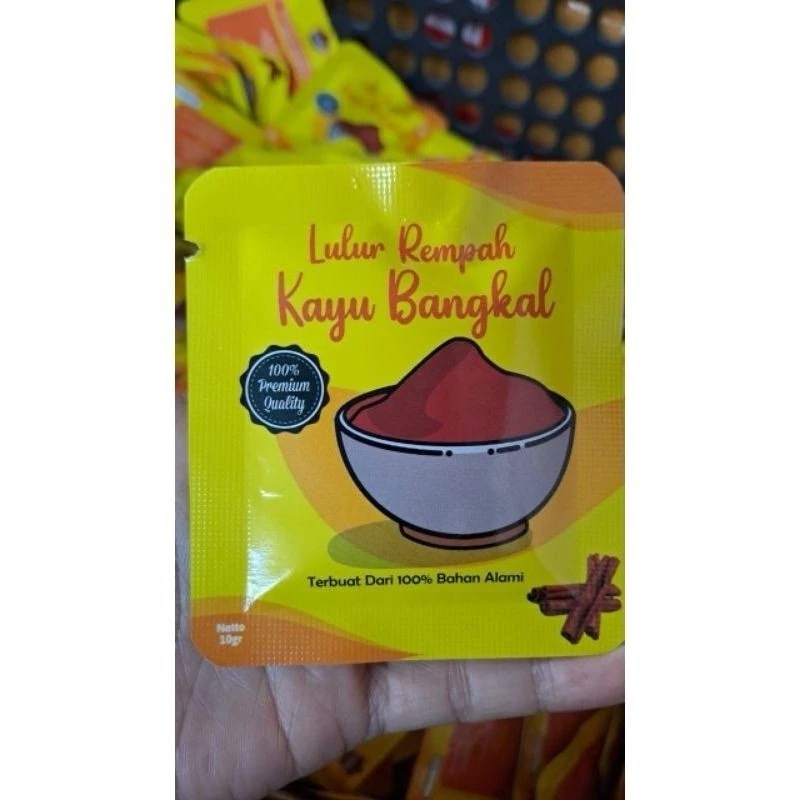 Lulur Rempah
Kayu Bangkal
100%
Premium
Quality
Terbuat Dari 100% Bahan Alami
Netto
10gr